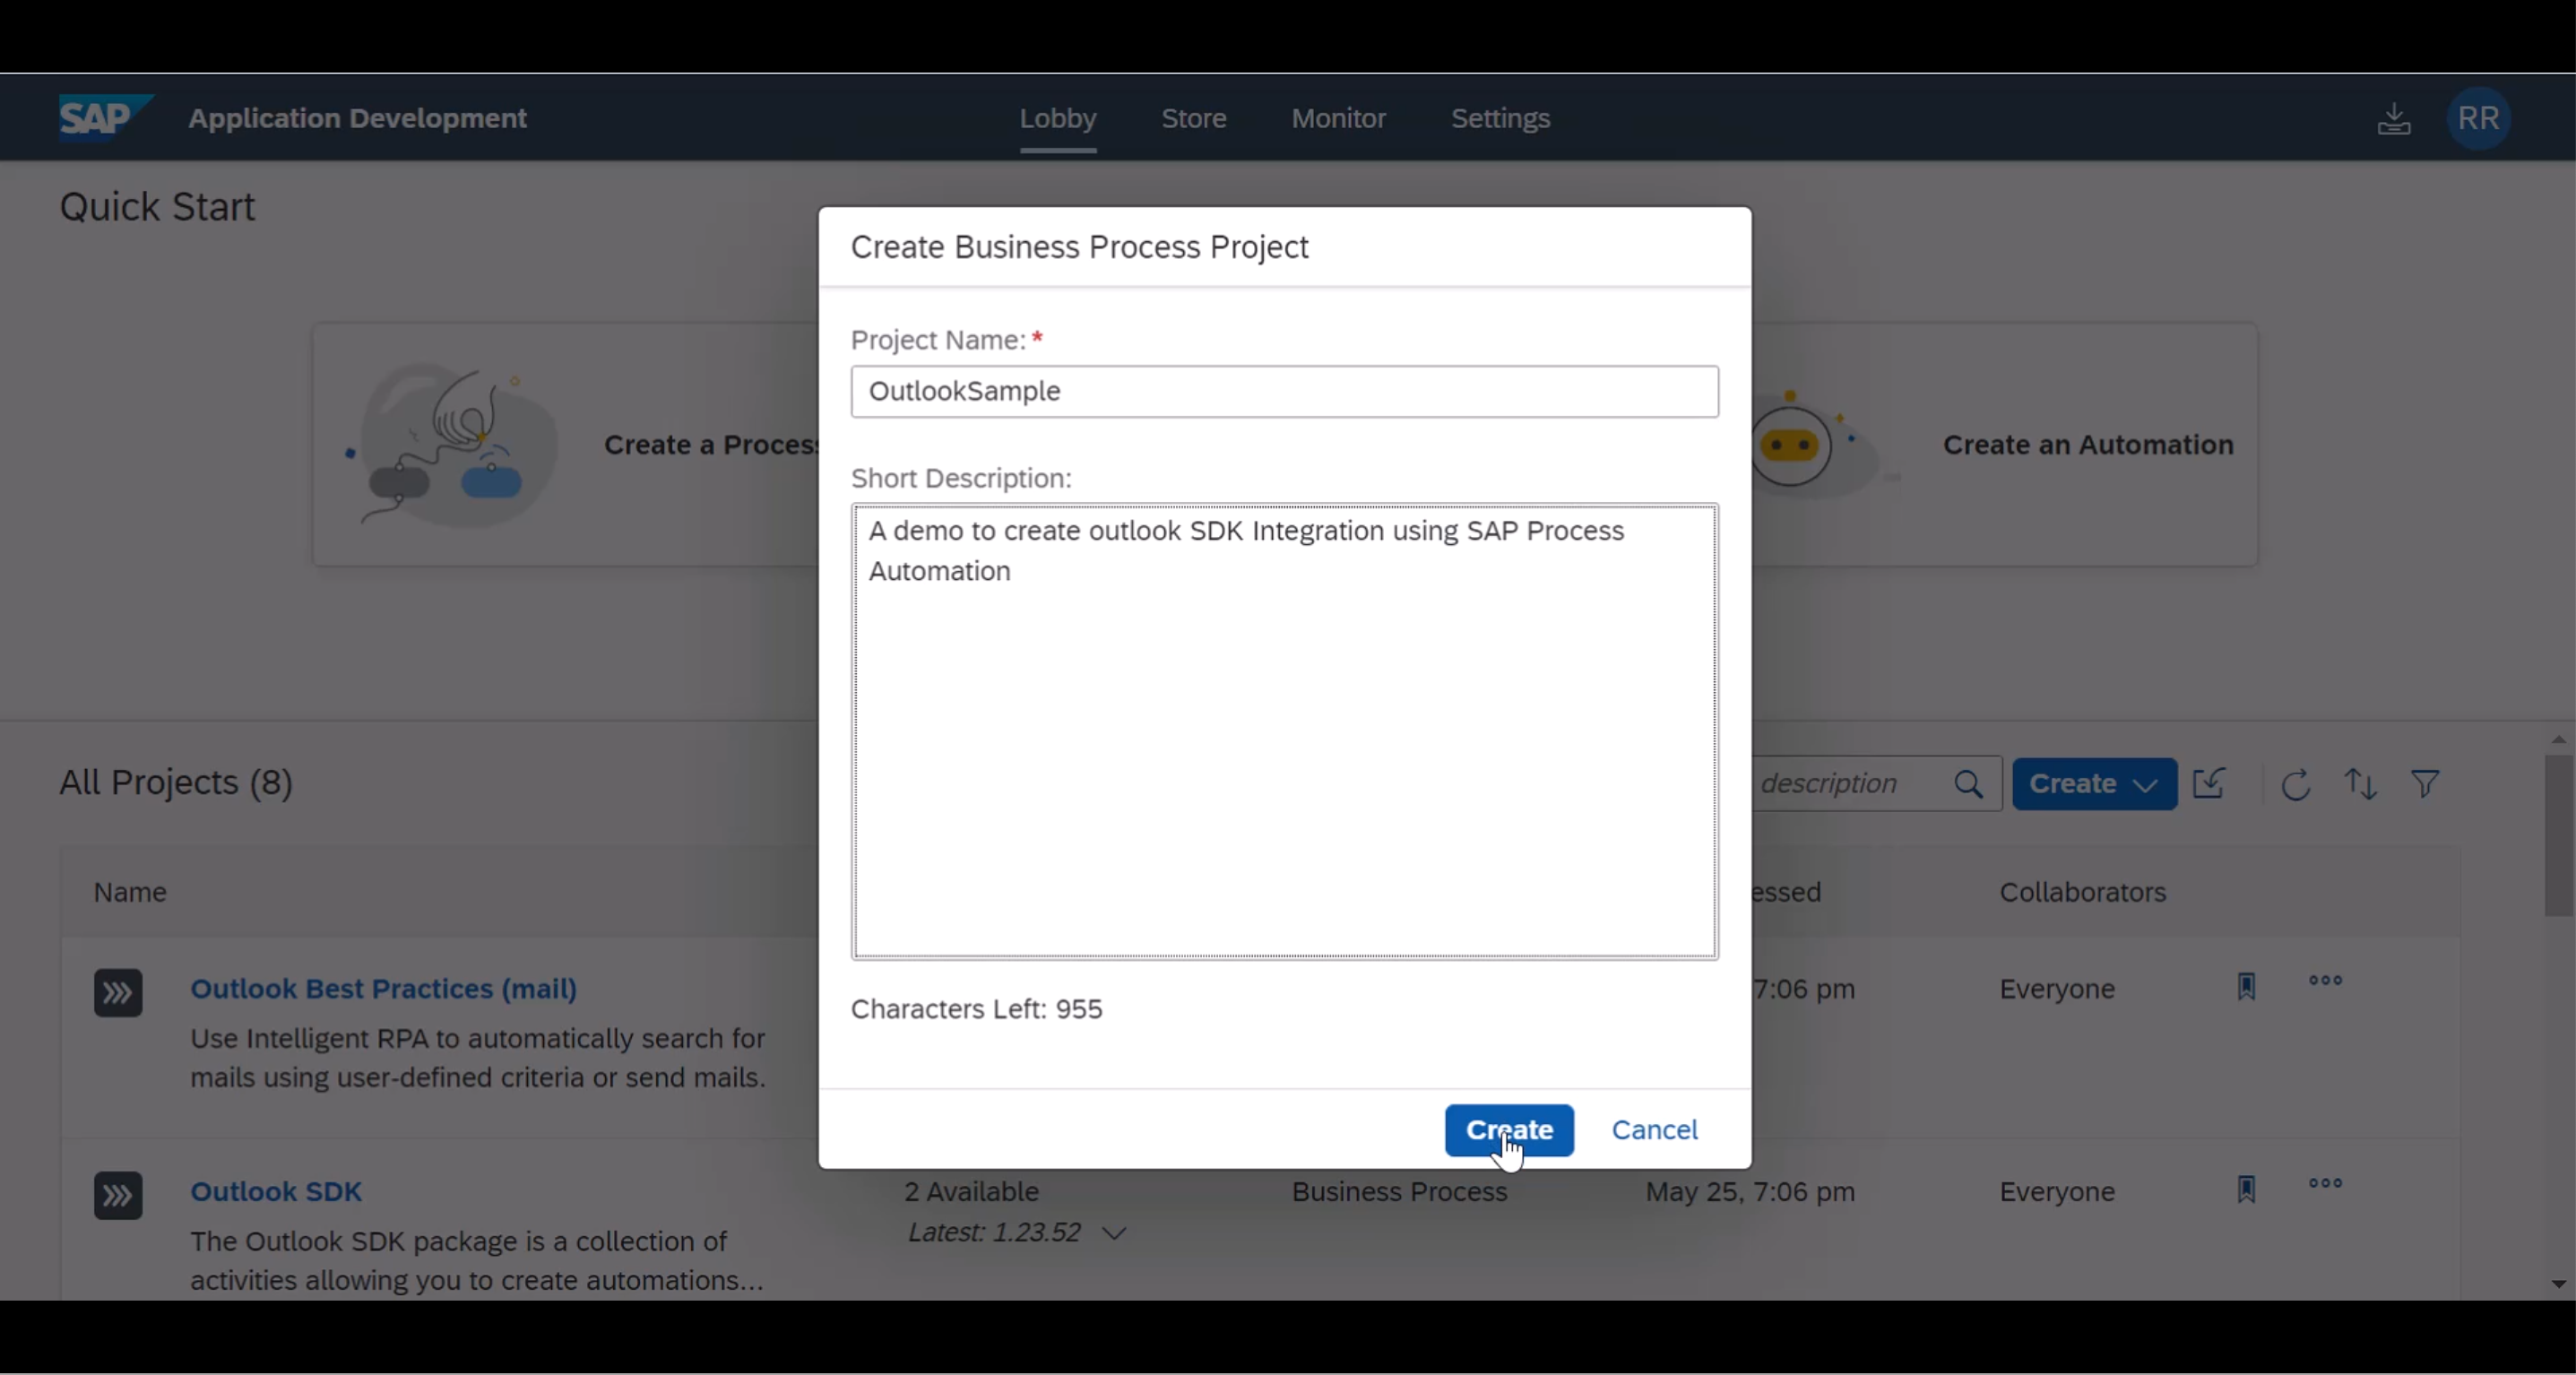 SAP Application Development Lobby Store Monitor Settings RR
Quick Start
Create Business Process Project
Project Name:*
OutlookSample
Create a Process
Create an Automation
Short Description:
A demo to create outlook SDK Integration using SAP Process
Automation
All Projects (8)
description
Create
Name
essed
Collaborators
Outlook Best Practices (mail)
7:06 pm
Everyone
Use Intelligent RPA to automatically search for
mails using user-defined criteria or send mails.
Characters Left: 955
Create
Cancel
Outlook SDK
2 Available
Business Process
May 25, 7:06 pm
Everyone
Latest: 1.23.52
The Outlook SDK package is a collection of
activities allowing you to create automations...